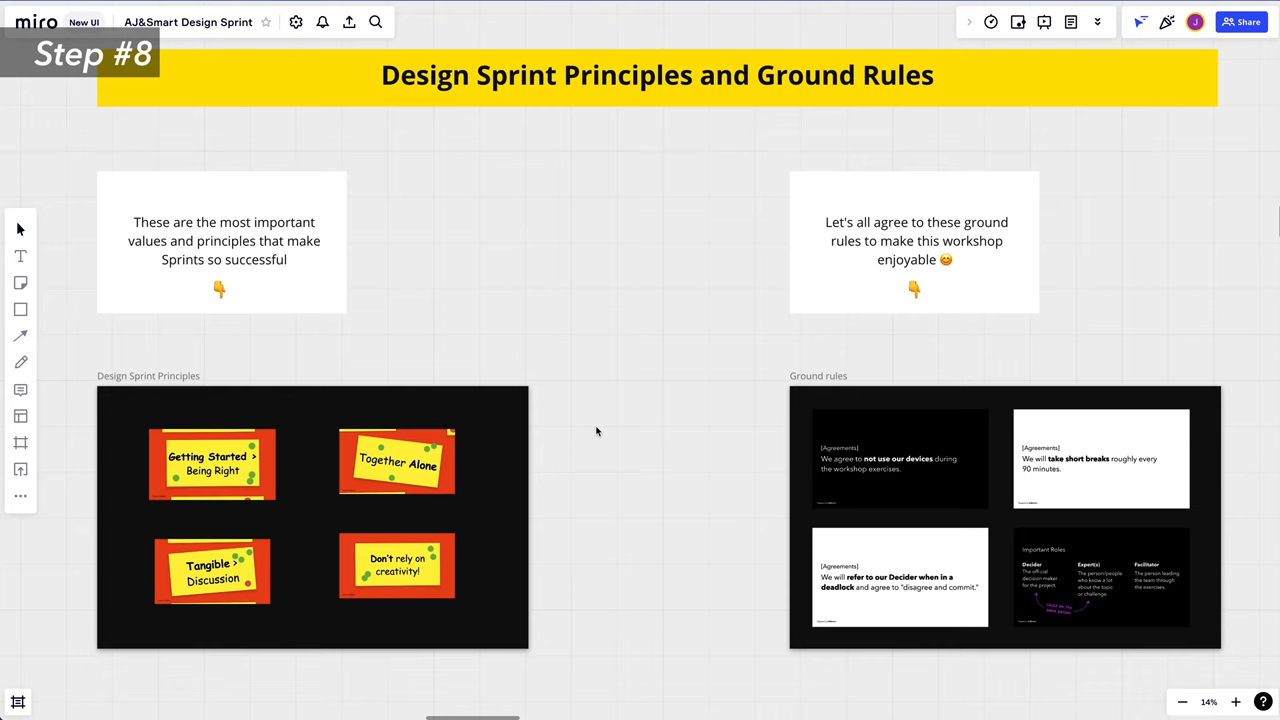 miro New UI AJ&Smart Design Sprint
J Share
Step #8
Design Sprint Principles and Ground Rules
These are the most important
values and principles that make
Sprints so successful
Let's all agree to these ground
rules to make this workshop
enjoyable 😊
Design Sprint Principles
Getting Started >
Being Right
Together Alone
Tangible >
Discussion
Don't rely on
creativity!
Ground rules
[Agreements]
We agree to not use our devices during
the workshop exercises.
[Agreements]
We will take short breaks roughly every
90 minutes.
[Agreements]
We will refer to our Decider when in a
deadlock and agree to “disagree and commit.”
Important Roles
Decider
The official
decision maker
for the project.
Expert(s)
The person/people
who know a lot
about the topic
or challenge.
Facilitator
The person leading
the team through
the exercises.
could be the
same person
14%